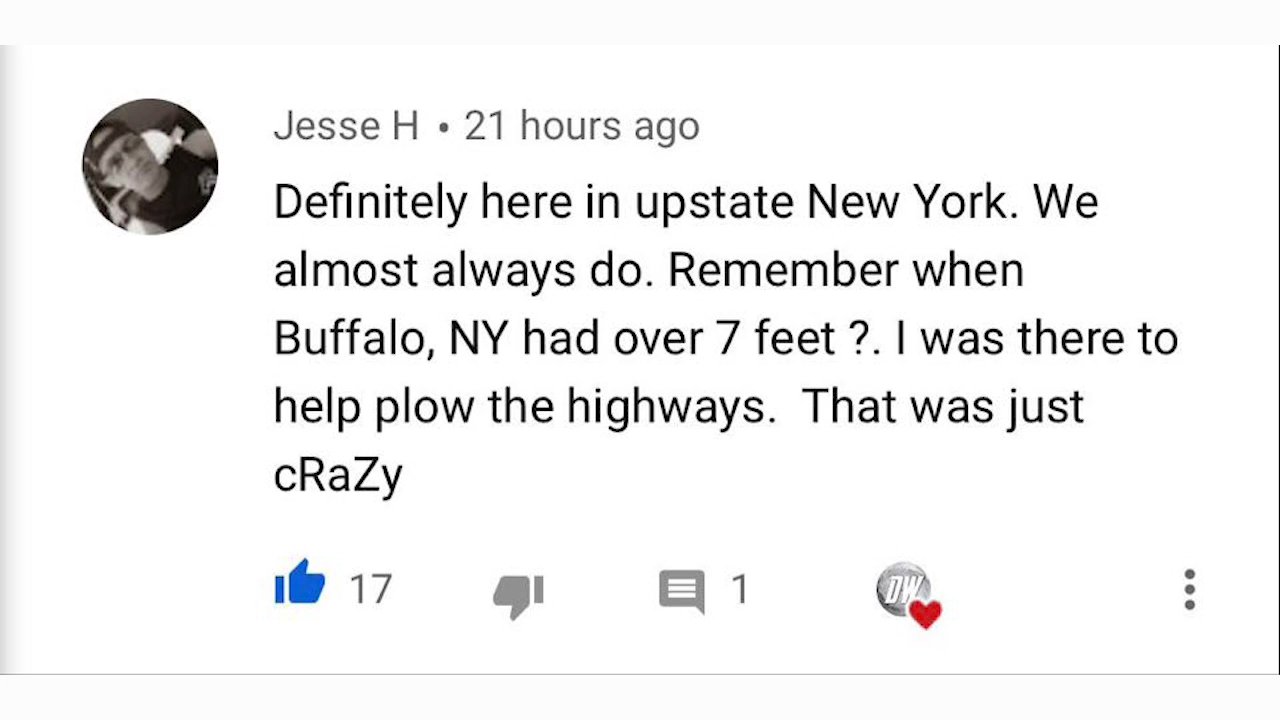 Jesse H • 21 hours ago
Definitely here in upstate New York. We
almost always do. Remember when
Buffalo, NY had over 7 feet ?. I was there to
help plow the highways.  That was just
cRaZy
17 1 DW